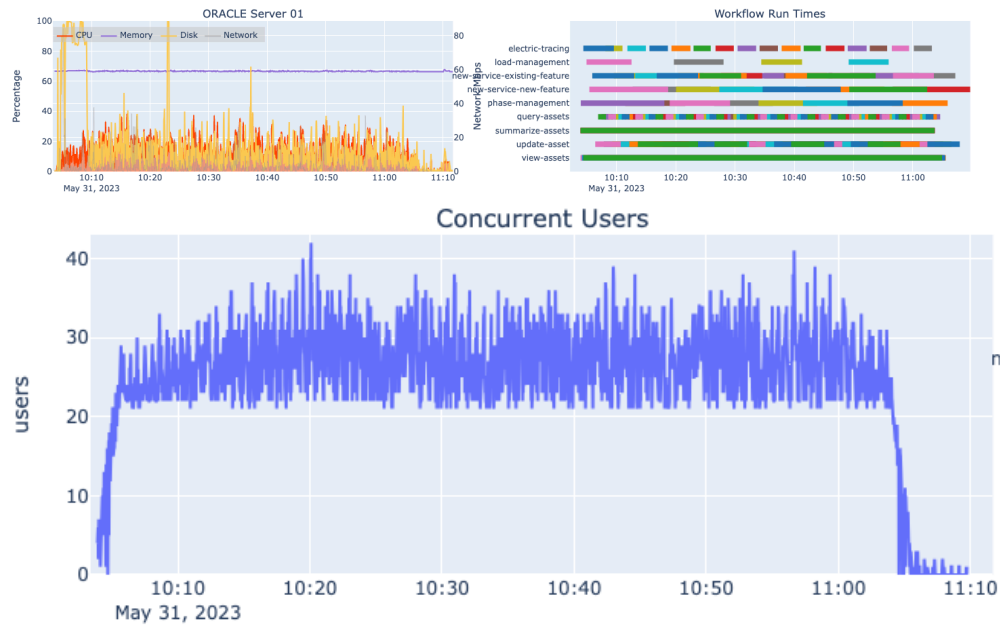 ORACLE Server 01
CPU Memory Disk Network
Percentage
100
80
60
40
20
0
80
60
40
20
0
Network Mbps
10:10 10:20 10:30 10:40 10:50 11:00 11:10
May 31, 2023
Workflow Run Times
electric-tracing
load-management
new-service-existing-feature
new-service-new-feature
phase-management
query-assets
summarize-assets
update-asset
view-assets
10:10 10:20 10:30 10:40 10:50 11:00
May 31, 2023
Concurrent Users
users
40
30
20
10
0
10:10 10:20 10:30 10:40 10:50 11:00 11:10
May 31, 2023
n